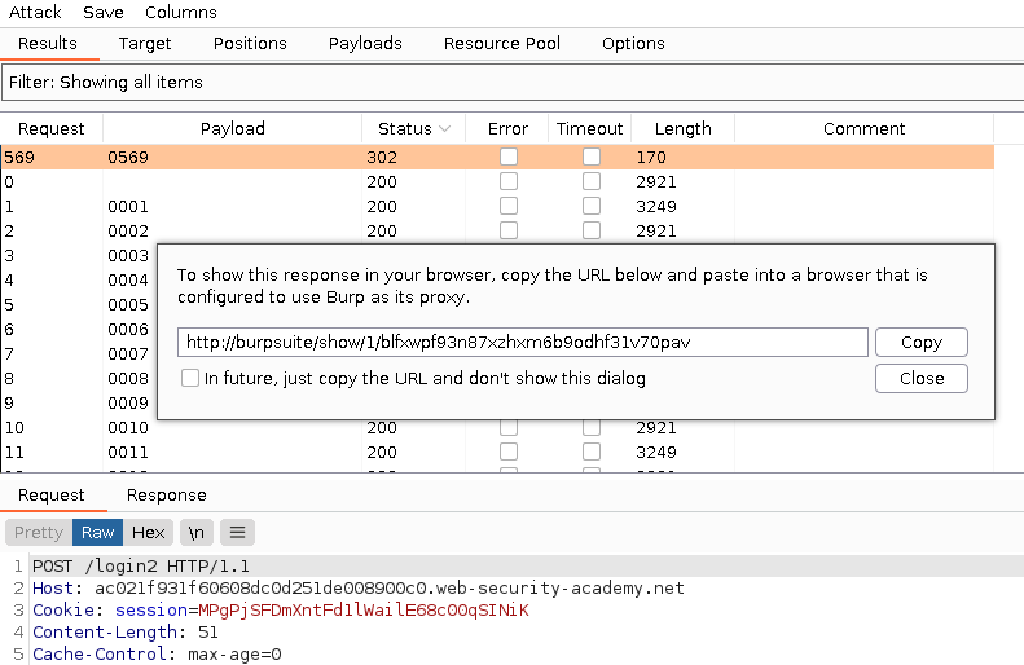 Attack Save Columns
Results Target Positions Payloads Resource Pool Options
Filter: Showing all items
Request Payload Status Error Timeout Length Comment
569 0569 302 170
0 200 2921
1 0001 200 3249
2 0002 200 2921
3 0003
4 0004
5 0005
6 0006
7 0007
8 0008
9 0009
10 0010 200 2921
11 0011 200 3249
To show this response in your browser, copy the URL below and paste into a browser that is
configured to use Burp as its proxy.
http://burpsuite/show/1/blfxwpf93n87xzhxm6b9odhf31v70pav Copy
In future, just copy the URL and don't show this dialog Close
Request Response
Pretty Raw Hex \n
1 POST /login2 HTTP/1.1
2 Host: ac021f931f60608dc0d251de008900c0.web-security-academy.net
3 Cookie: session=MPgPjSFDmXntFd1lWailE68cO0qSINiK
4 Content-Length: 51
5 Cache-Control: max-age=0